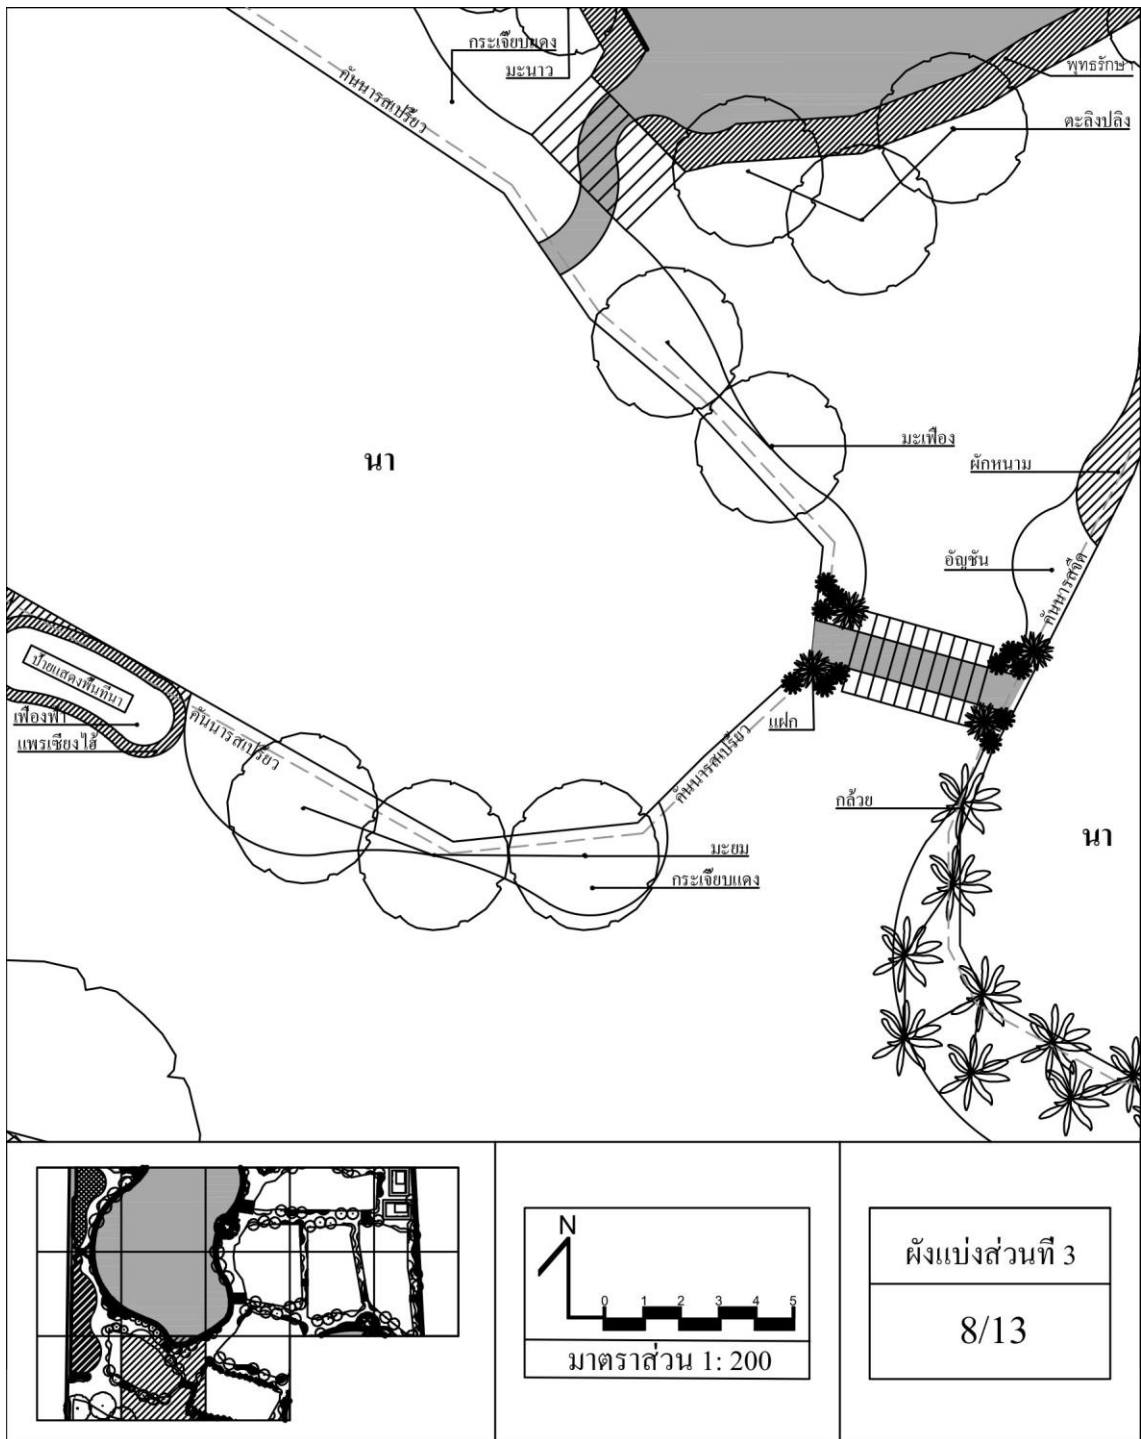 กระเจี๊ยบแดง
มะนาว
พุทธรักษา
คันนารสเปรี้ยว
ตะลิงปลิง
มะเฟือง
นา
ผักหนาม
อัญชัน
คันนารสจืด
ป้ายแสดงพื้นที่นา
เฟื่องฟ้า
แพรเซี่ยงไฮ้
คันนารสเปรี้ยว
แฝก
คันนารสเปรี้ยว
กล้วย
นา
มะยม
กระเจี๊ยบแดง
N
0 1 2 3 4 5
มาตราส่วน 1: 200
ผังแบ่งส่วนที่ 3
8/13